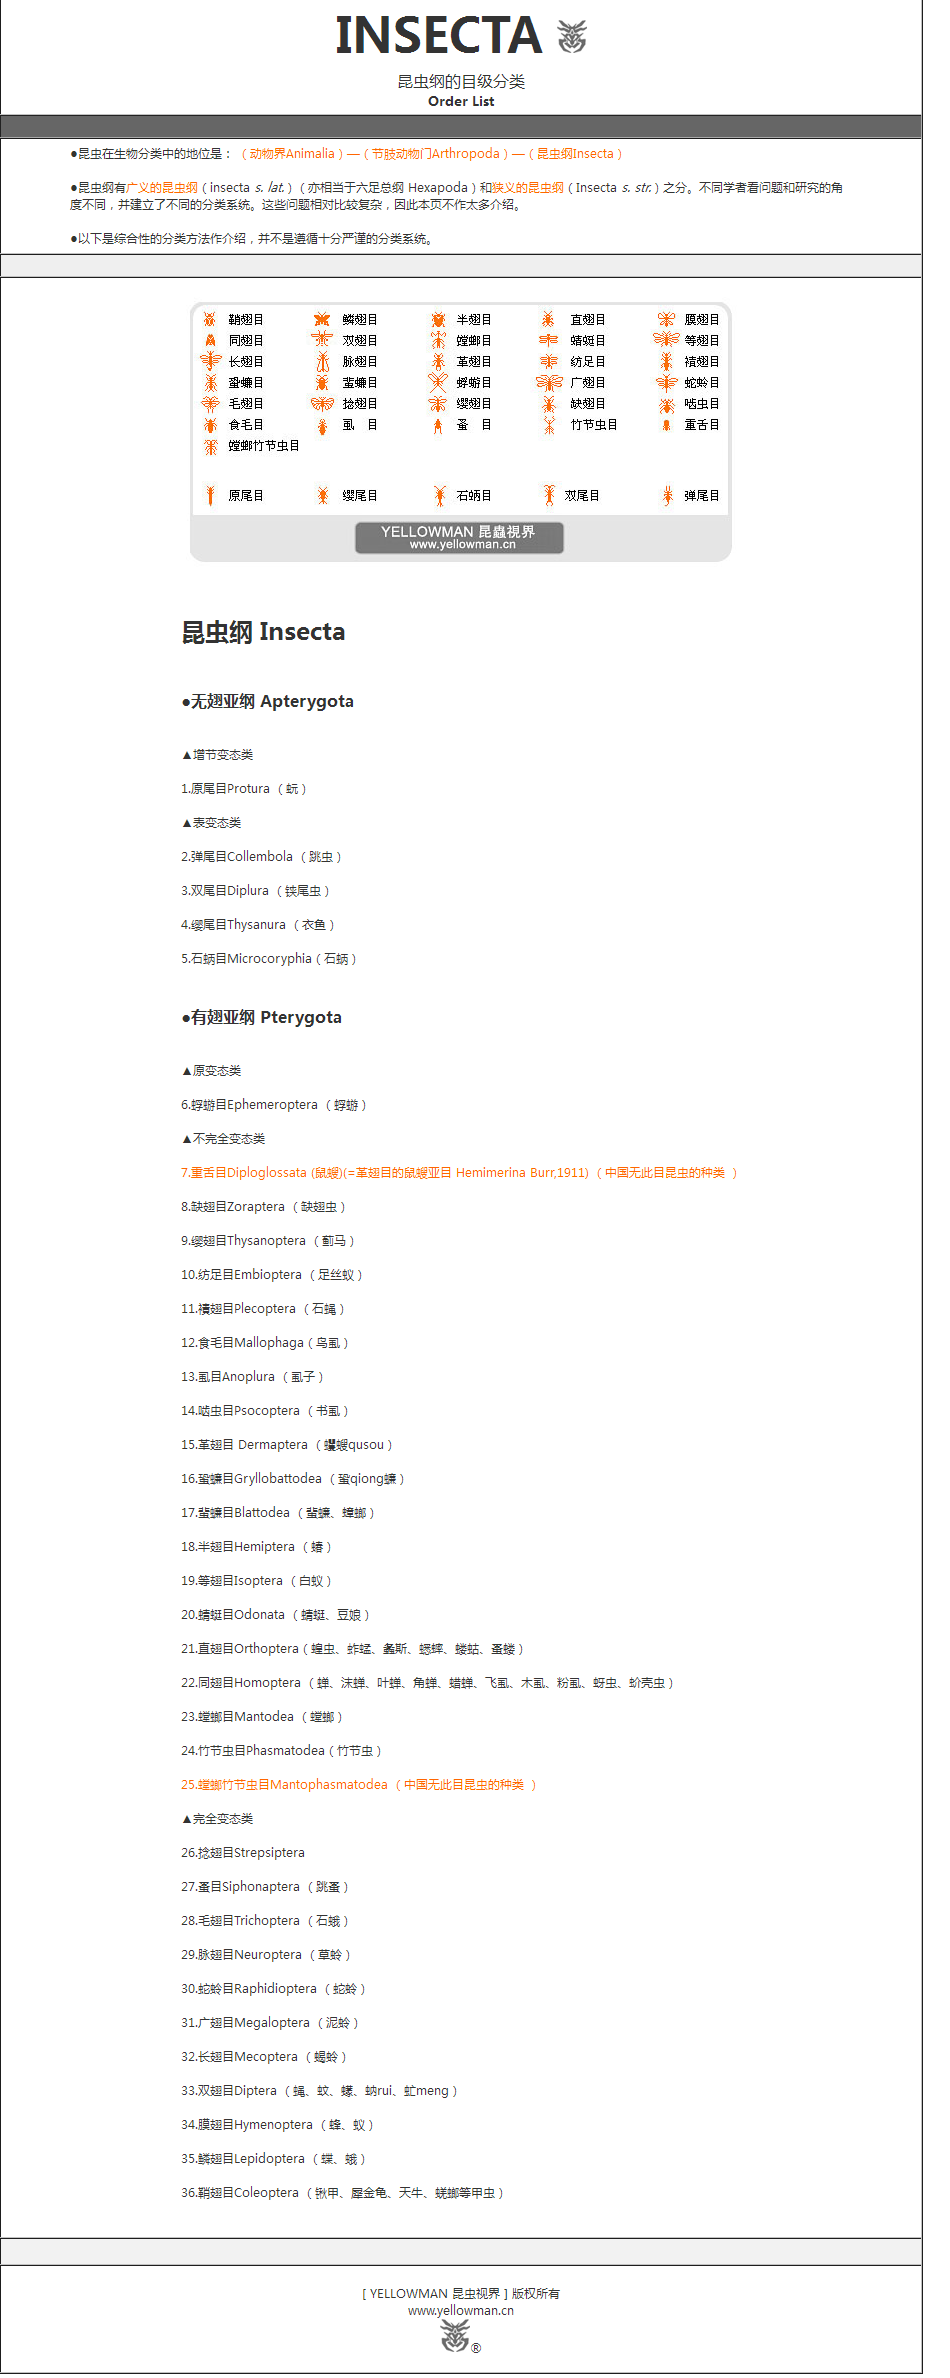 INSECTA
昆虫纲的目级分类
Order List
●昆虫在生物分类中的地位是：（动物界Animalia）—（节肢动物门Arthropoda）—（昆虫纲Insecta）
●昆虫纲有广义的昆虫纲（insecta s. lat.）（亦相当于六足总纲 Hexapoda）和狭义的昆虫纲（Insecta s. str.）之分。不同学者看问题和研究的角
度不同，并建立了不同的分类系统。这些问题相对比较复杂，因此本页不作太多介绍。
●以下是综合性的分类方法作介绍，并不是遵循十分严谨的分类系统。
鞘翅目 鳞翅目 半翅目 直翅目 膜翅目
同翅目 双翅目 螳螂目 蜻蜓目 等翅目
长翅目 脉翅目 革翅目 纺足目 襀翅目
蛩蠊目 蜚蠊目 蜉蝣目 广翅目 蛇蛉目
毛翅目 捻翅目 缨翅目 缺翅目 啮虫目
食毛目 虱 目 蚤 目 竹节虫目 重舌目
螳螂竹节虫目
原尾目 缨尾目 石蛃目 双尾目 弹尾目
YELLOWMAN 昆蟲視界
www.yellowman.cn
昆虫纲 Insecta
●无翅亚纲 Apterygota
▲增节变态类
1.原尾目Protura （蚖）
▲表变态类
2.弹尾目Collembola （跳虫）
3.双尾目Diplura （铗尾虫）
4.缨尾目Thysanura （衣鱼）
5.石蛃目Microcoryphia（石蛃）
●有翅亚纲 Pterygota
▲原变态类
6.蜉蝣目Ephemeroptera （蜉蝣）
▲不完全变态类
7.重舌目Diploglossata (鼠螋)(=革翅目的鼠螋亚目 Hemimerina Burr,1911) （中国无此目昆虫的种类 ）
8.缺翅目Zoraptera （缺翅虫）
9.缨翅目Thysanoptera （蓟马）
10.纺足目Embioptera （足丝蚁）
11.襀翅目Plecoptera （石蝇）
12.食毛目Mallophaga（鸟虱）
13.虱目Anoplura （虱子）
14.啮虫目Psocoptera （书虱）
15.革翅目 Dermaptera （蠼螋qusou）
16.蛩蠊目Gryllobattodea （蛩qiong蠊）
17.蜚蠊目Blattodea （蜚蠊、蟑螂）
18.半翅目Hemiptera （蝽）
19.等翅目Isoptera （白蚁）
20.蜻蜓目Odonata （蜻蜓、豆娘）
21.直翅目Orthoptera（蝗虫、蚱蜢、螽斯、蟋蟀、蝼蛄、蚤蝼）
22.同翅目Homoptera （蝉、沫蝉、叶蝉、角蝉、蜡蝉、飞虱、木虱、粉虱、蚜虫、蚧壳虫）
23.螳螂目Mantodea （螳螂）
24.竹节虫目Phasmatodea（竹节虫）
25.螳螂竹节虫目Mantophasmatodea （中国无此目昆虫的种类 ）
▲完全变态类
26.捻翅目Strepsiptera
27.蚤目Siphonaptera （跳蚤）
28.毛翅目Trichoptera （石蛾）
29.脉翅目Neuroptera （草蛉）
30.蛇蛉目Raphidioptera （蛇蛉）
31.广翅目Megaloptera （泥蛉）
32.长翅目Mecoptera （蝎蛉）
33.双翅目Diptera （蝇、蚊、蠓、蚋rui、虻meng）
34.膜翅目Hymenoptera （蜂、蚁）
35.鳞翅目Lepidoptera （蝶、蛾）
36.鞘翅目Coleoptera （锹甲、犀金龟、天牛、蜣螂等甲虫）
[ YELLOWMAN 昆虫视界 ] 版权所有
www.yellowman.cn
®